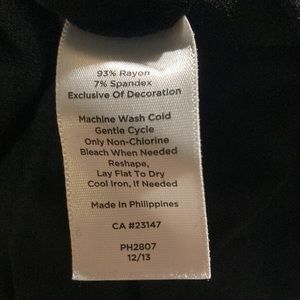 93% Rayon
7% Spandex
Exclusive Of Decoration
Machine Wash Cold
Gentle Cycle
Only Non-Chlorine
Bleach When Needed
Reshape,
Lay Flat To Dry
Cool Iron, If Needed
Made In Philippines
CA #23147
PH2807
12/13